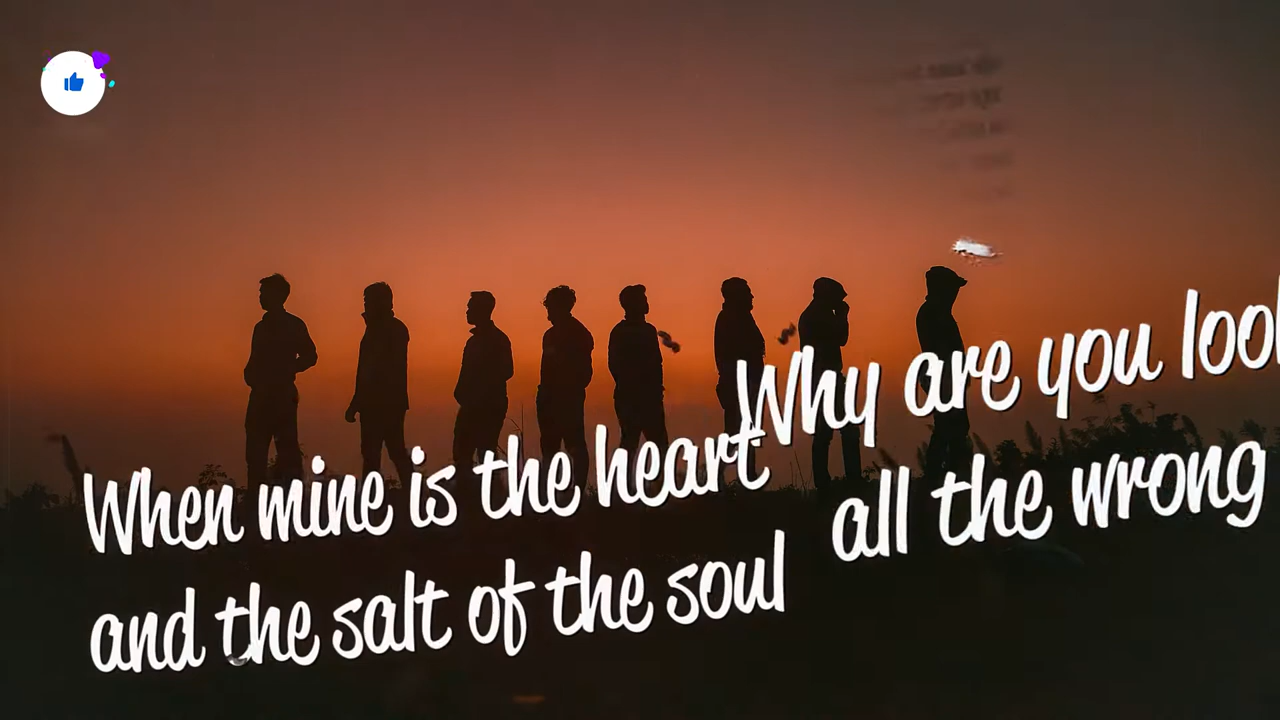 When mine is the heart
and the salt of the soul
Why are you loo
all the wrong